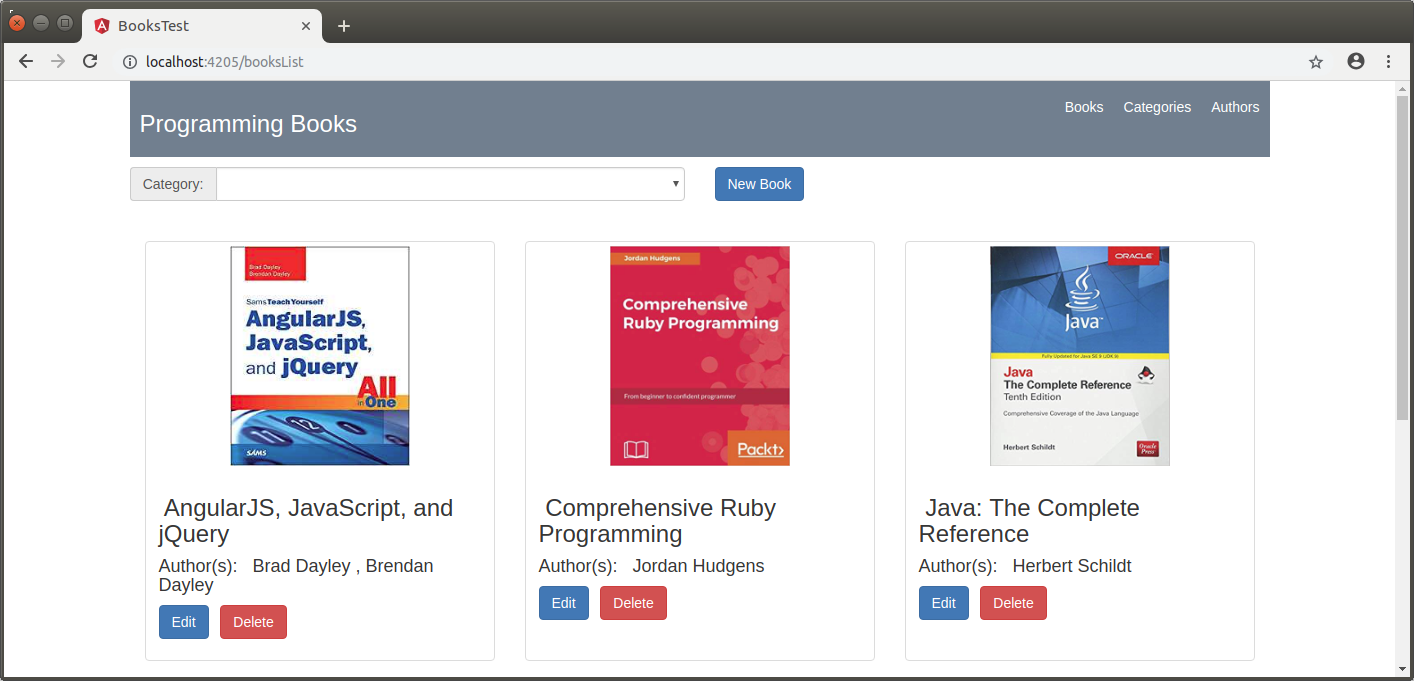 BooksTest
localhost:4205/booksList
Programming Books
Books Categories Authors
Category:
New Book
Brad Dayley
Brendan Dayley
Sams Teach Yourself
AngularJS,
JavaScript,
and jQuery
All
in One
SAMS
AngularJS, JavaScript, and
jQuery
Author(s): Brad Dayley , Brendan
Dayley
Edit Delete
Jordan Hudgens
Comprehensive
Ruby Programming
From beginner to confident programmer
Packt>
Comprehensive Ruby
Programming
Author(s): Jordan Hudgens
Edit Delete
ORACLE
Java™
Fully Updated for Java SE 9 (JDK 9)
Java
The Complete Reference
Tenth Edition
Comprehensive Coverage of the Java Language
Herbert Schildt
Oracle
Press
Java: The Complete
Reference
Author(s): Herbert Schildt
Edit Delete